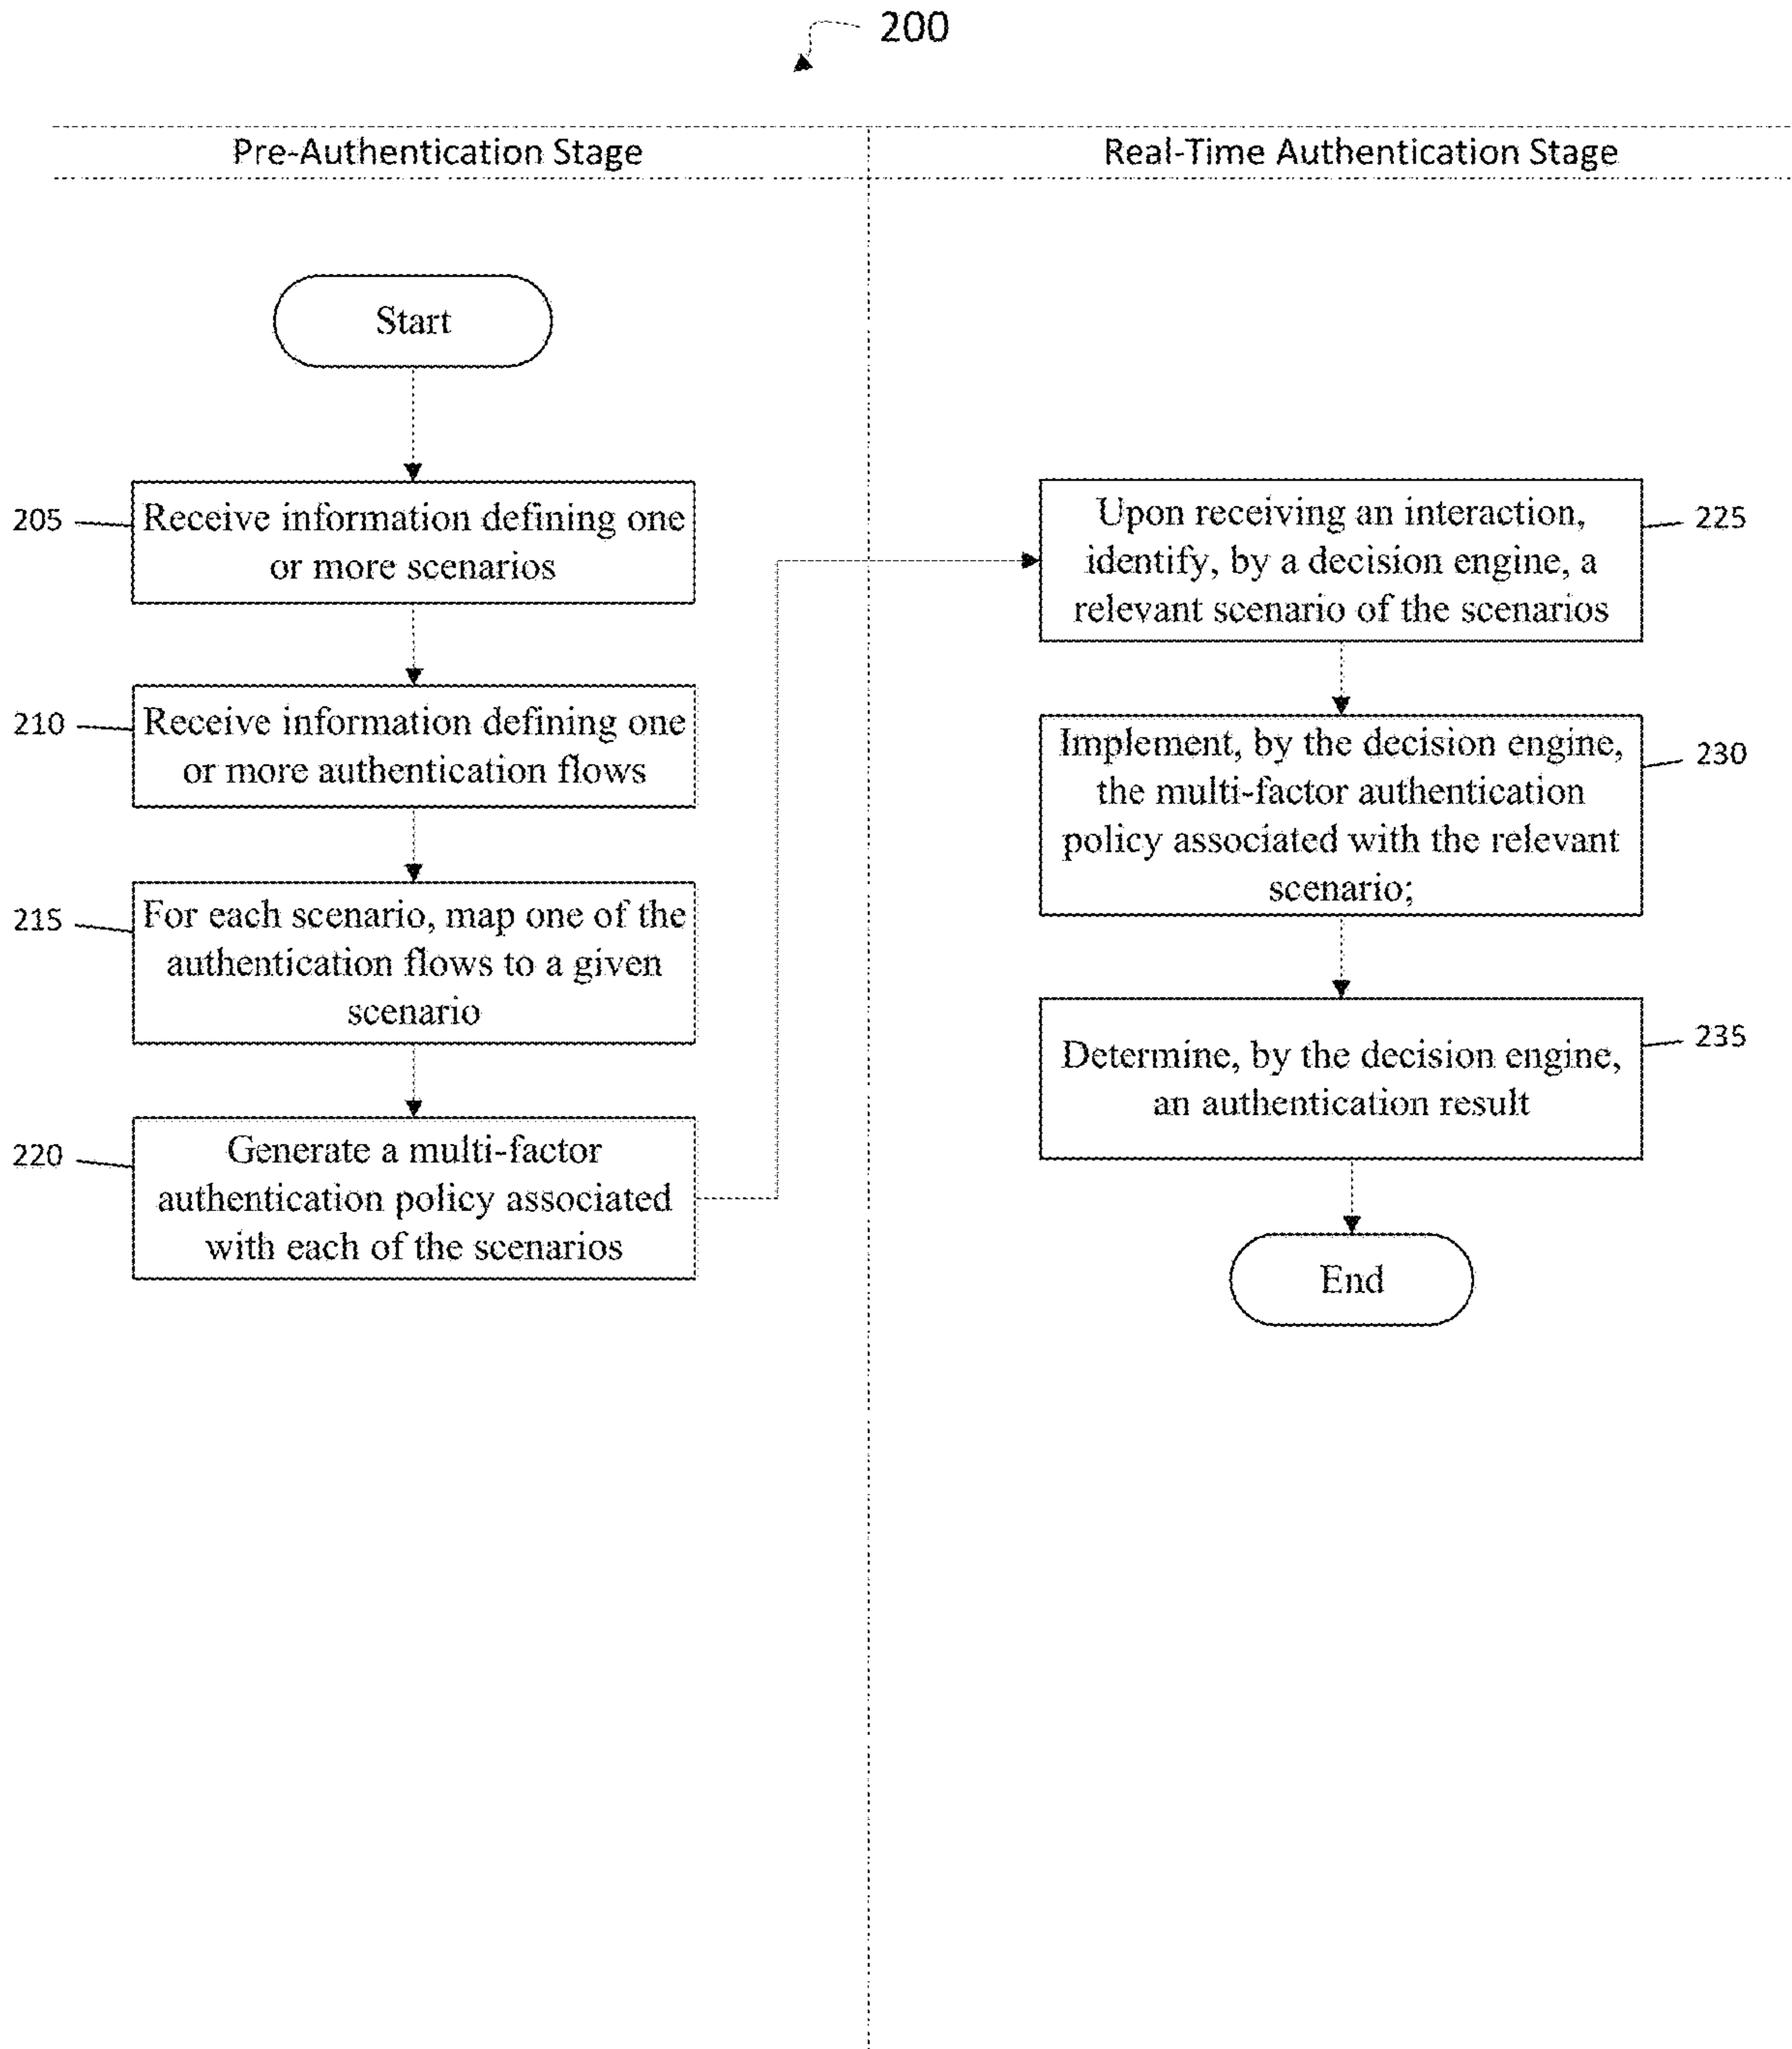 200
Pre-Authentication Stage
Real-Time Authentication Stage
Start
205
Receive information defining one
or more scenarios
210
Receive information defining one
or more authentication flows
215
For each scenario, map one of the
authentication flows to a given
scenario
220
Generate a multi-factor
authentication policy associated
with each of the scenarios
Upon receiving an interaction,
identify, by a decision engine, a
relevant scenario of the scenarios
225
Implement, by the decision engine,
the multi-factor authentication
policy associated with the relevant
scenario;
230
Determine, by the decision engine,
an authentication result
235
End